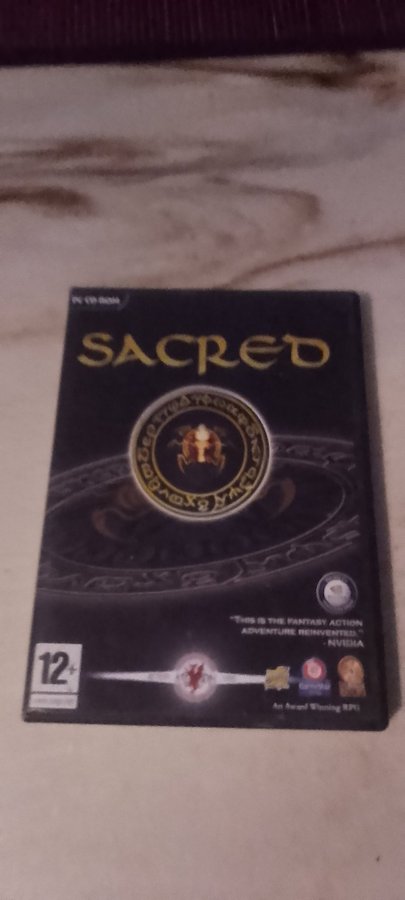 PC CD-ROM
SACRED
"THIS IS THE FANTASY ACTION
ADVENTURE REINVENTED."
- NVIDIA
12+
An Award Winning RPG